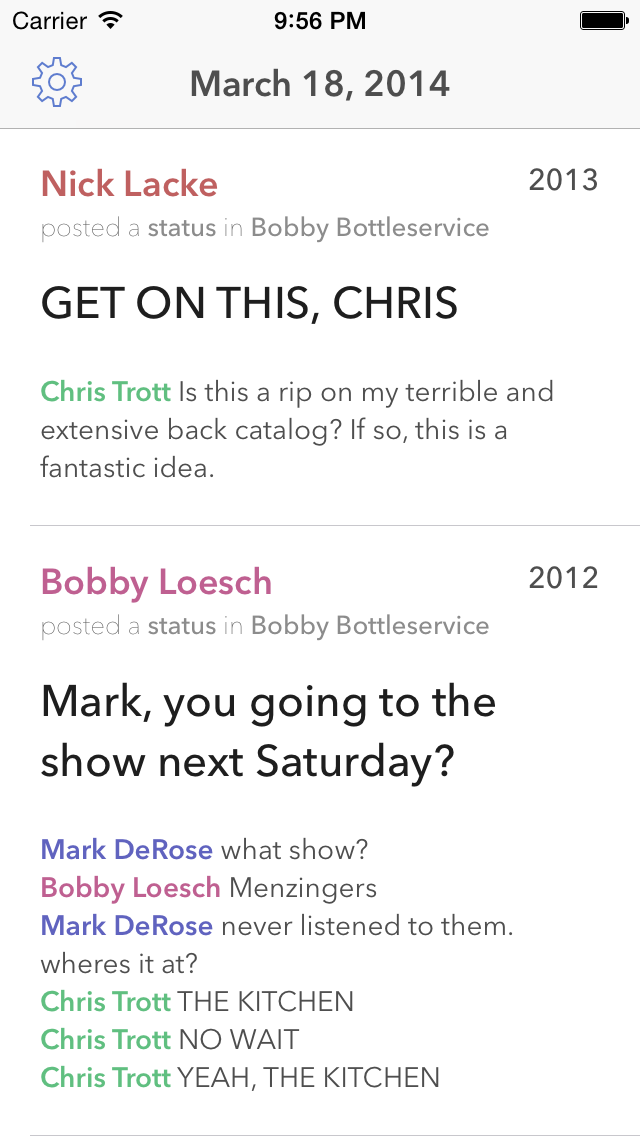 Carrier 9:56 PM
March 18, 2014
Nick Lacke 2013
posted a status in Bobby Bottleservice
GET ON THIS, CHRIS
Chris Trott Is this a rip on my terrible and
extensive back catalog? If so, this is a
fantastic idea.
Bobby Loesch 2012
posted a status in Bobby Bottleservice
Mark, you going to the
show next Saturday?
Mark DeRose what show?
Bobby Loesch Menzingers
Mark DeRose never listened to them.
wheres it at?
Chris Trott THE KITCHEN
Chris Trott NO WAIT
Chris Trott YEAH, THE KITCHEN